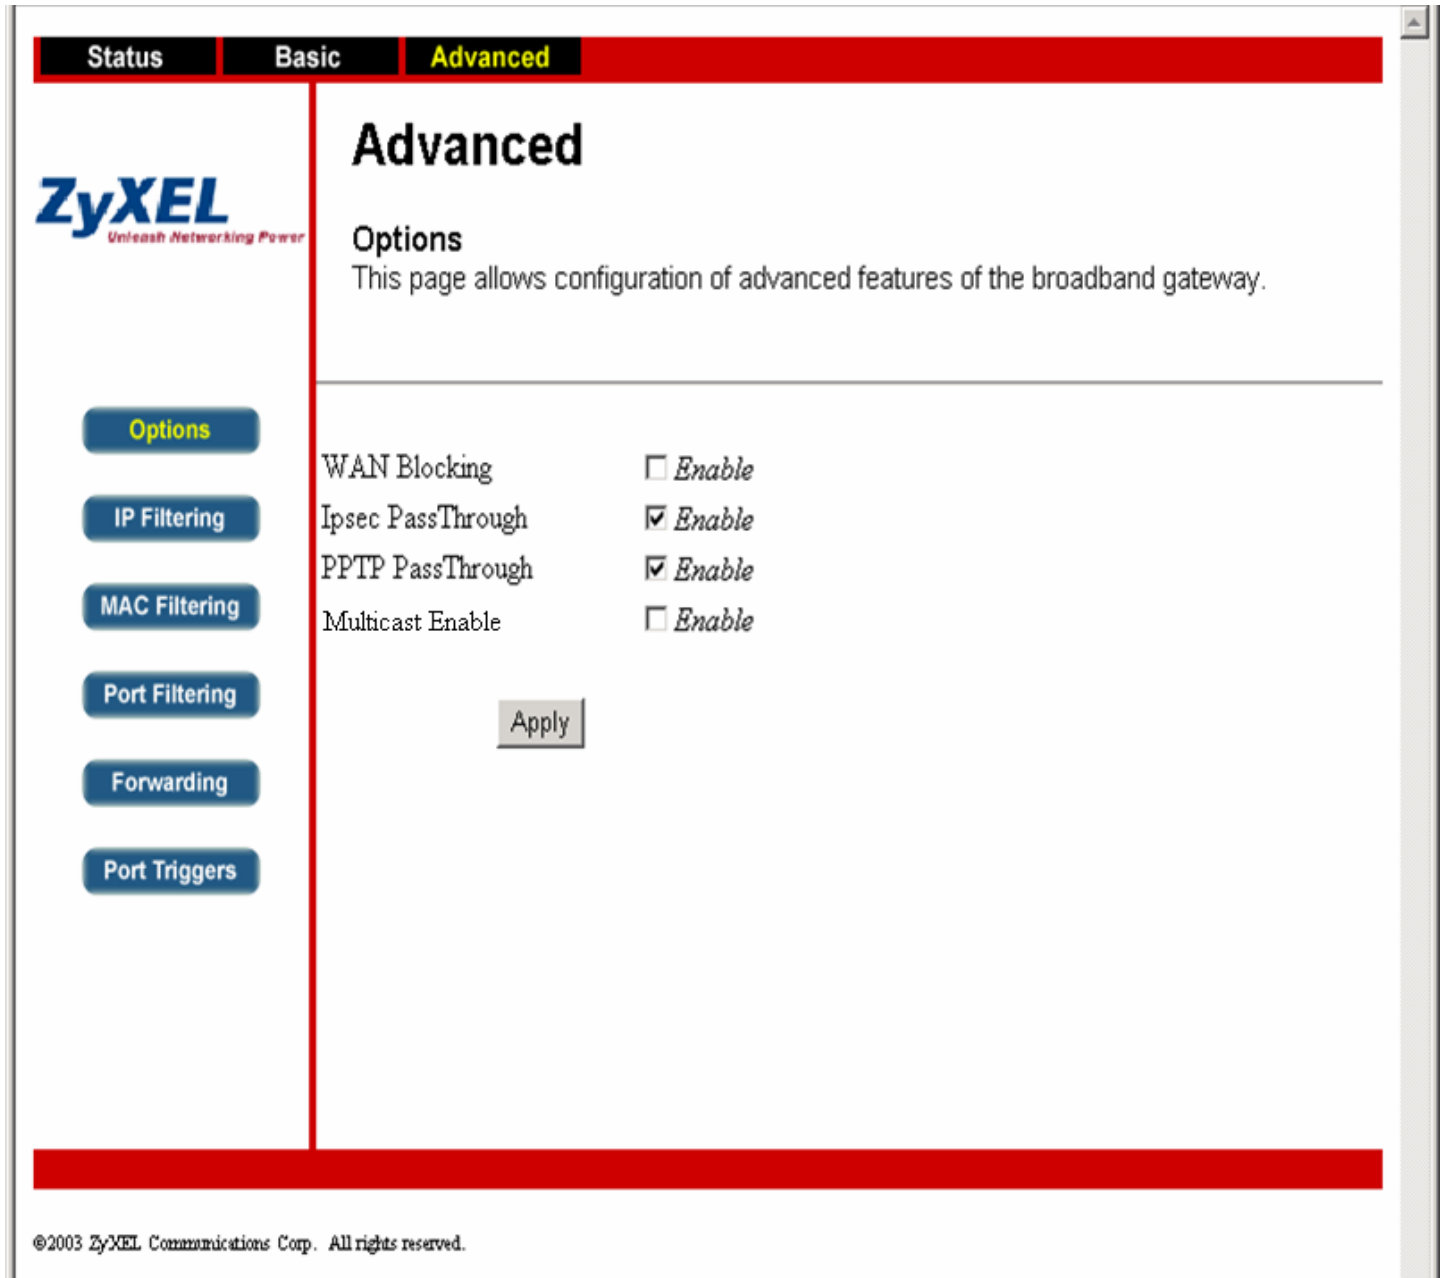 Status Basic Advanced
ZyXEL
Unleash Networking Power
Advanced
Options
This page allows configuration of advanced features of the broadband gateway.
Options
IP Filtering
MAC Filtering
Port Filtering
Forwarding
Port Triggers
WAN Blocking Enable
Ipsec PassThrough Enable
PPTP PassThrough Enable
Multicast Enable Enable
Apply
©2003 ZyXEL Communications Corp. All rights reserved.